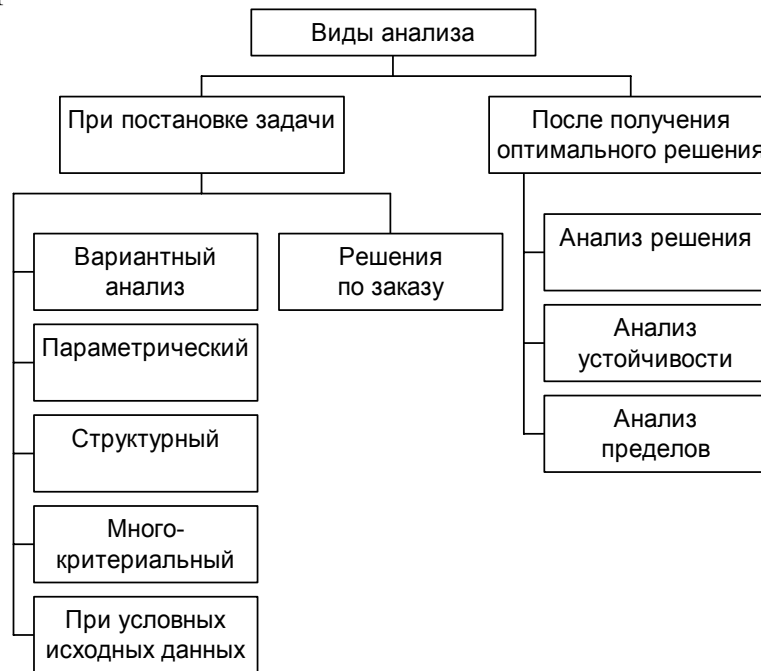 Виды анализа
При постановке задачи
После получения
оптимального решения
Вариантный
анализ
Решения
по заказу
Параметрический
Структурный
Много-
критериальный
При условных
исходных данных
Анализ решения
Анализ
устойчивости
Анализ
пределов